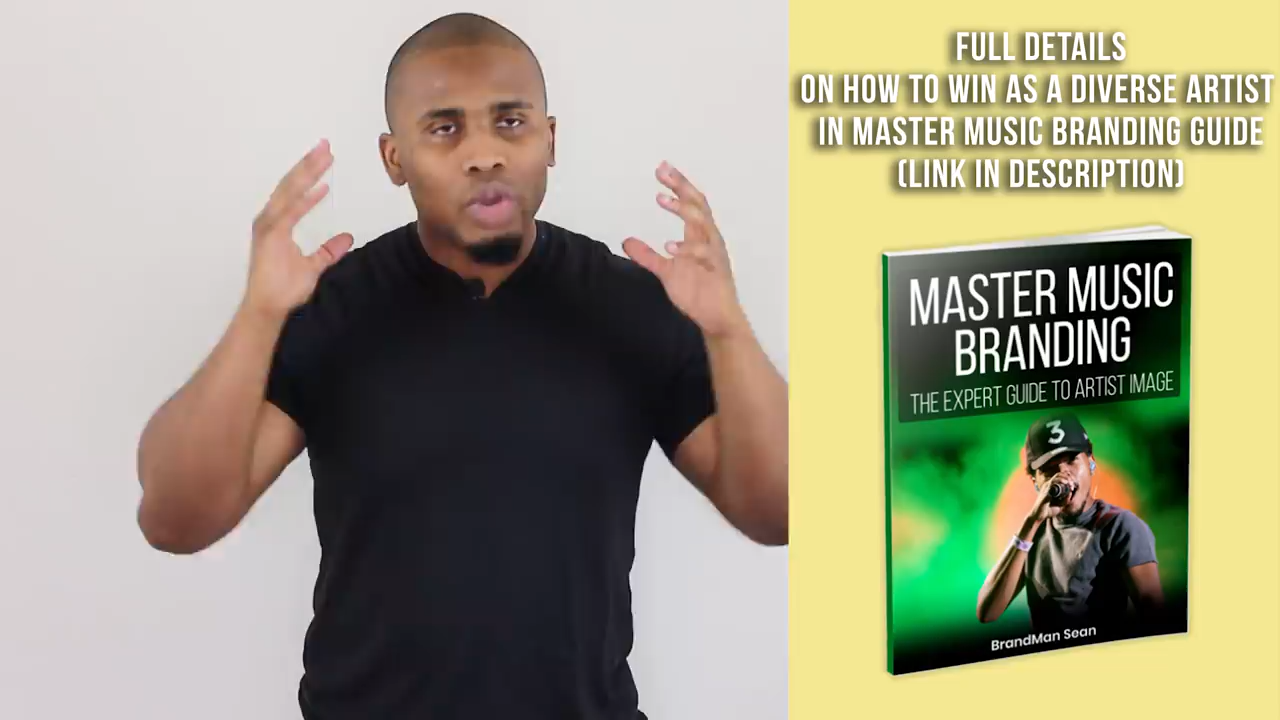 FULL DETAILS
ON HOW TO WIN AS A DIVERSE ARTIST
IN MASTER MUSIC BRANDING GUIDE
(LINK IN DESCRIPTION)
MASTER MUSIC
BRANDING
THE EXPERT GUIDE TO ARTIST IMAGE
3
BrandMan Sean